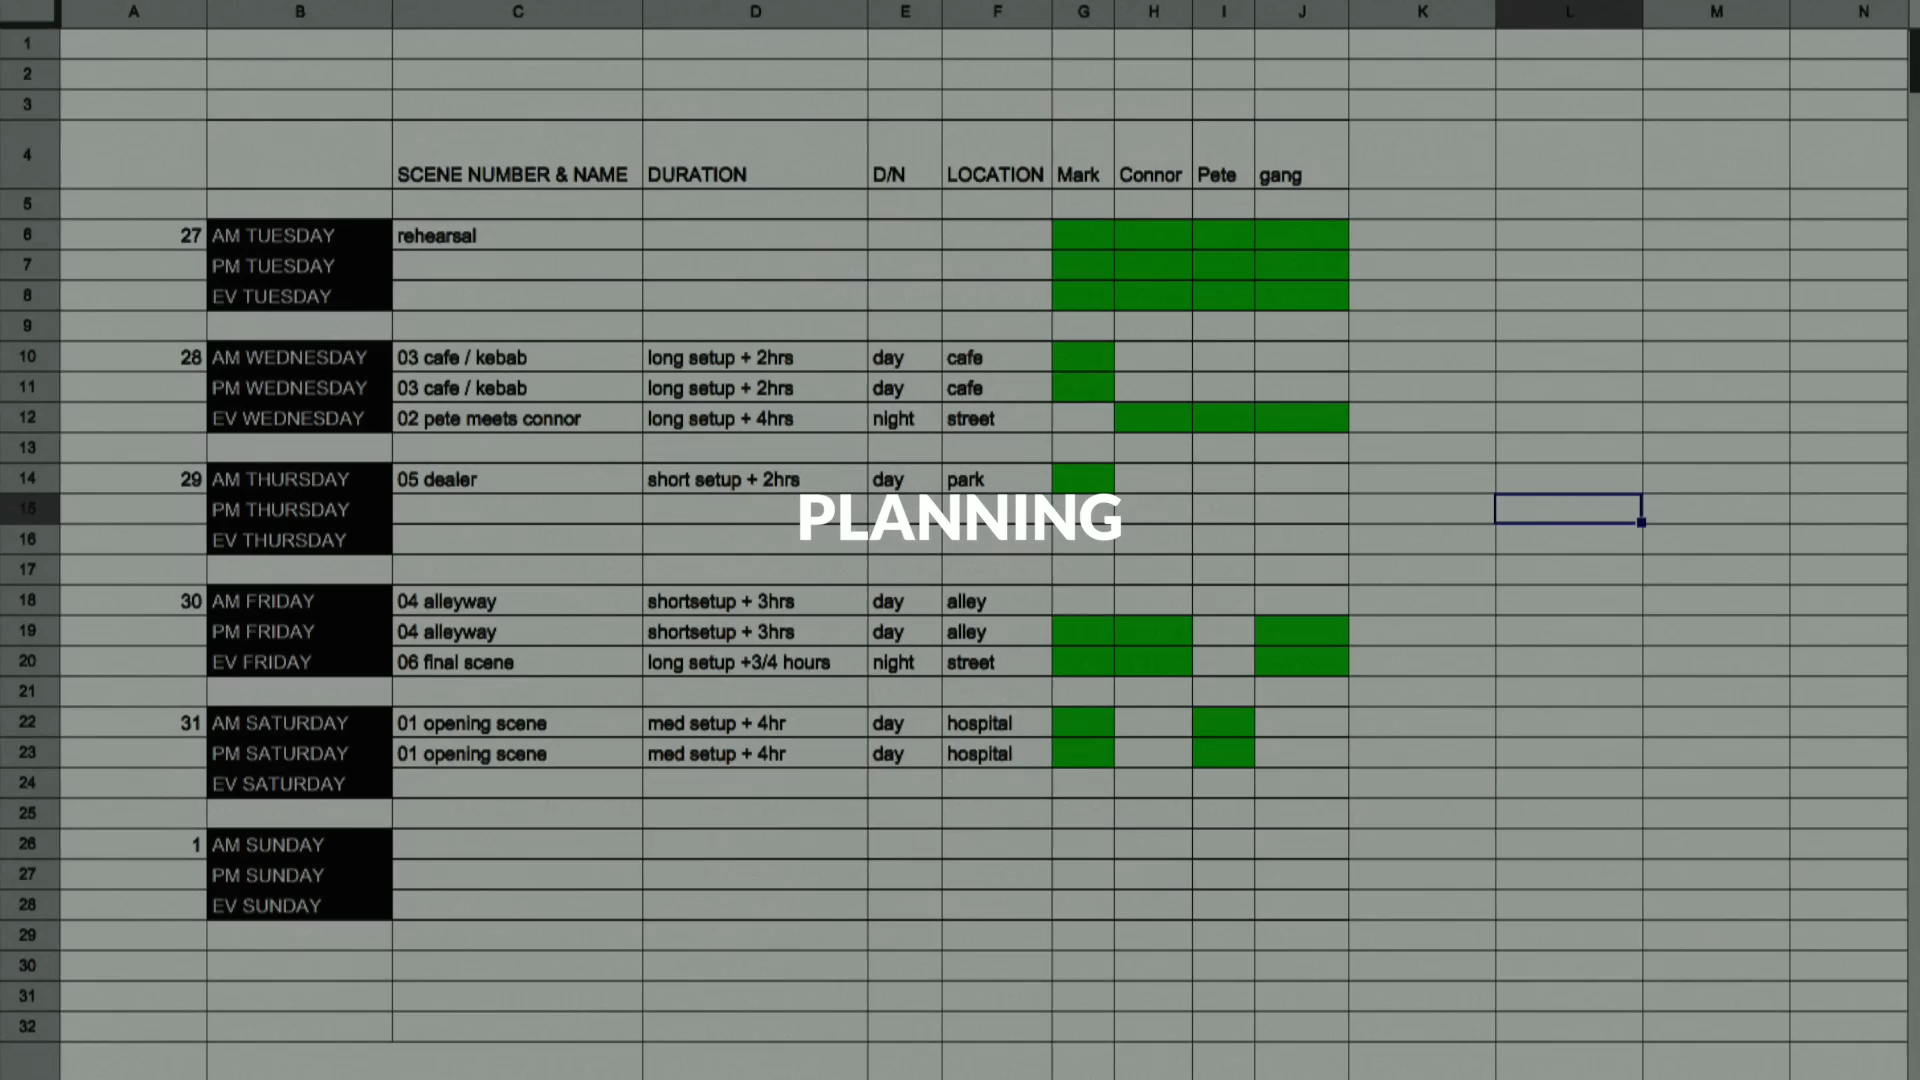 A B C D E F G H I J K L M N
1
2
3
4 SCENE NUMBER & NAME DURATION D/N LOCATION Mark Connor Pete gang
5
6 27 AM TUESDAY rehearsal
7 PM TUESDAY
8 EV TUESDAY
9
10 28 AM WEDNESDAY 03 cafe / kebab long setup + 2hrs day cafe
11 PM WEDNESDAY 03 cafe / kebab long setup + 2hrs day cafe
12 EV WEDNESDAY 02 pete meets connor long setup + 4hrs night street
13
14 29 AM THURSDAY 05 dealer short setup + 2hrs day park
15 PM THURSDAY
PLANNING
16 EV THURSDAY
17
18 30 AM FRIDAY 04 alleyway shortsetup + 3hrs day alley
19 PM FRIDAY 04 alleyway shortsetup + 3hrs day alley
20 EV FRIDAY 06 final scene long setup +3/4 hours night street
21
22 31 AM SATURDAY 01 opening scene med setup + 4hr day hospital
23 PM SATURDAY 01 opening scene med setup + 4hr day hospital
24 EV SATURDAY
25
26 1 AM SUNDAY
27 PM SUNDAY
28 EV SUNDAY
29
30
31
32